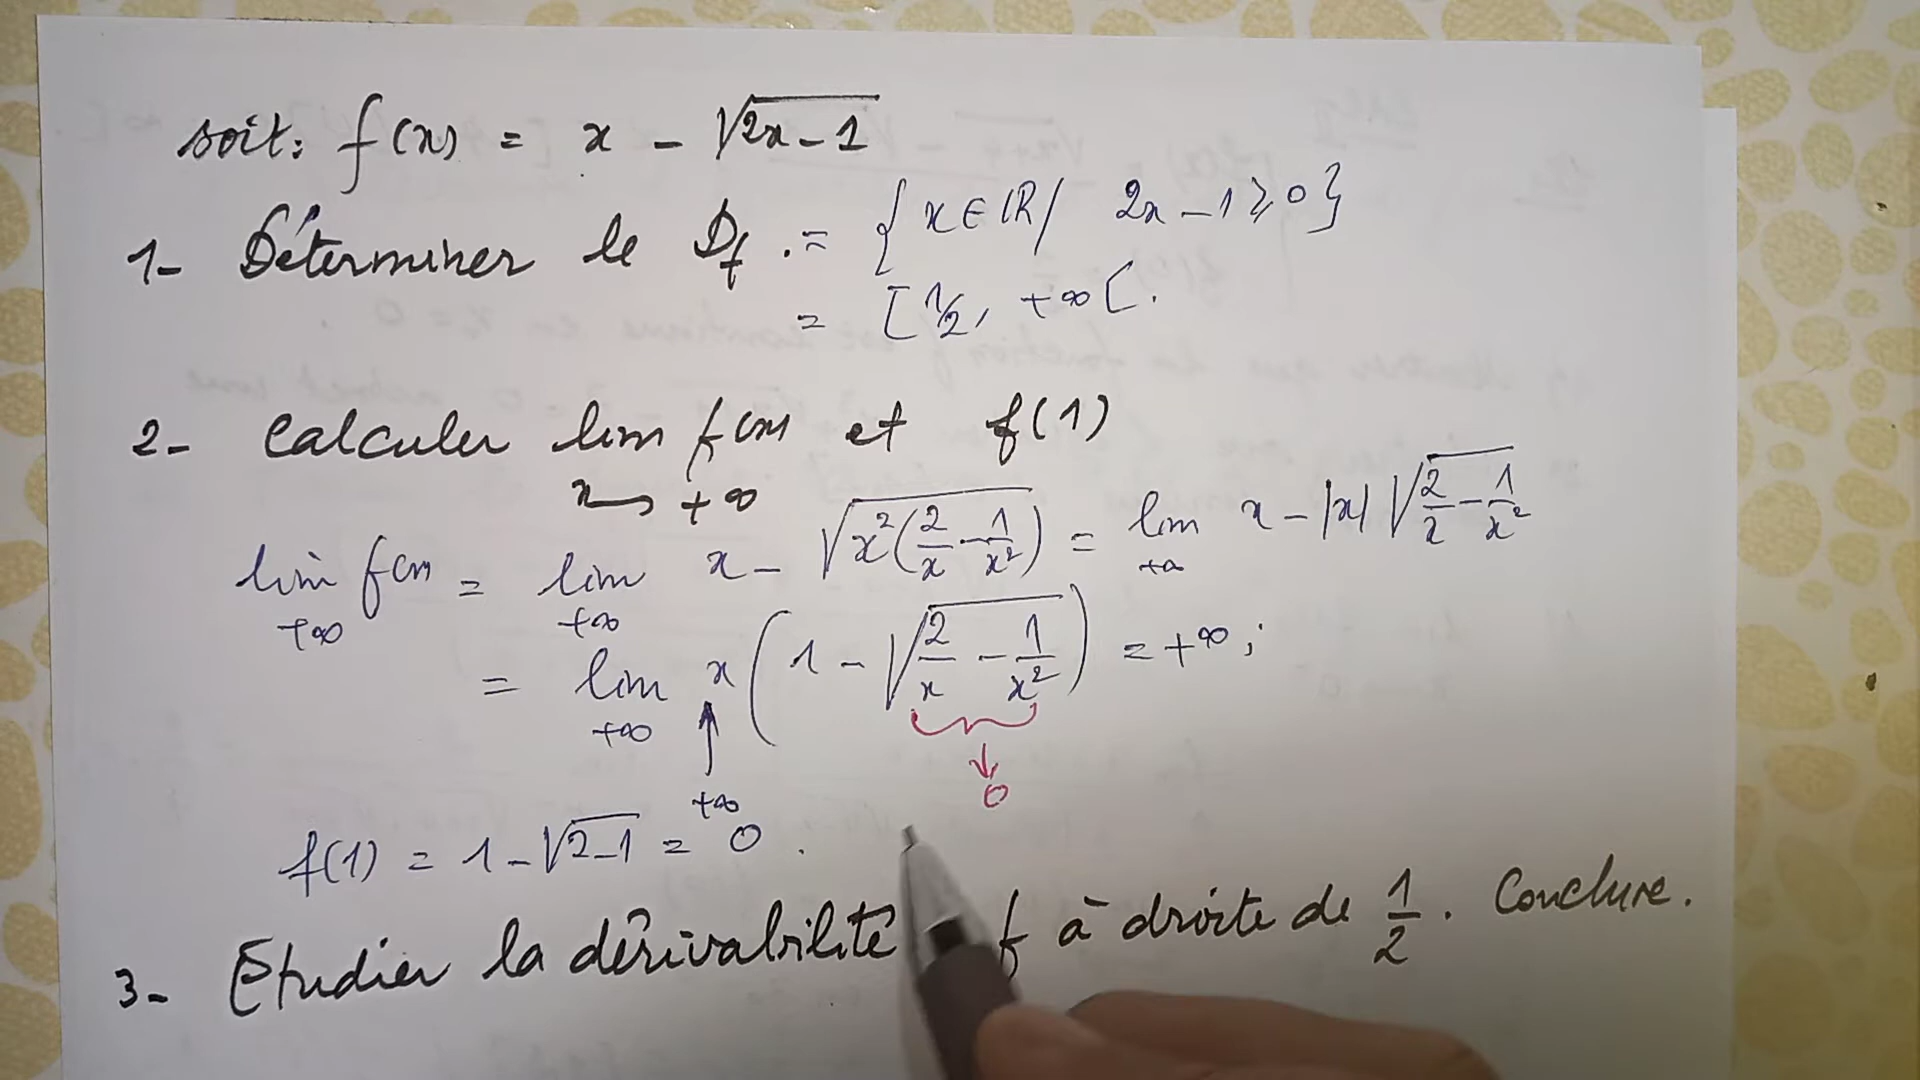 soit: f(x) = x - √(2x-1)
1- Déterminer le Df . = { x ∈ ℝ / 2x - 1 ≥ 0 }
= [ 1/2, +∞ [ .
2- Calculer lim f(x) et f(1)
x → +∞
lim f(x) = lim x - √(x²(2/x - 1/x²)) = lim x - |x| √(2/x - 1/x²)
+∞ +∞ +∞
= lim x ( 1 - √(2/x - 1/x²) ) = +∞ ;
+∞
+∞ 0
f(1) = 1 - √(2-1) = 0 .
3- Etudier la dérivabilité f à droite de 1/2 . Conclure.